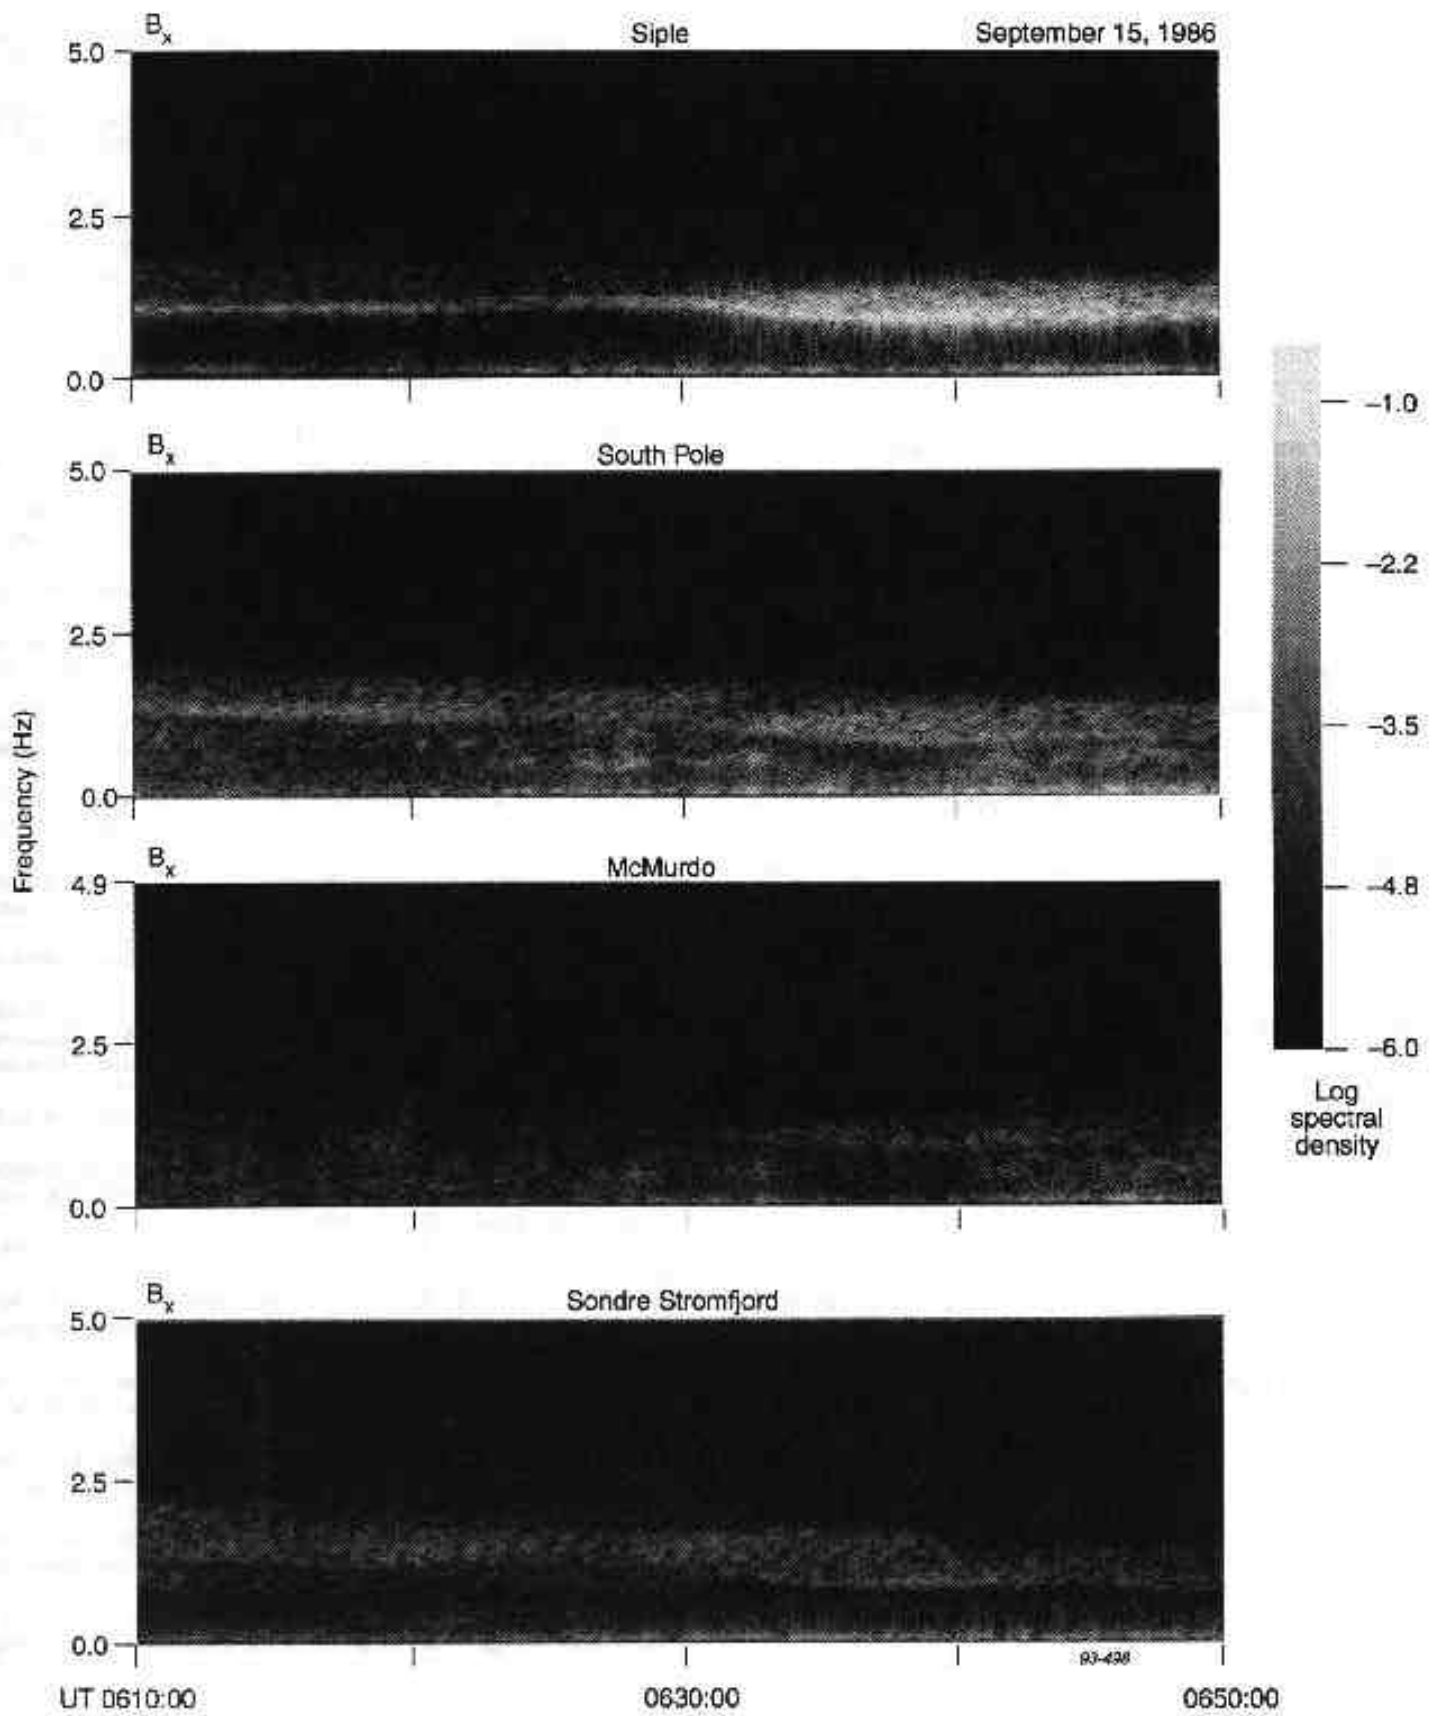 Bx Siple September 15, 1986
5.0
2.5
0.0
Bx South Pole
5.0
2.5
0.0
Frequency (Hz)
Bx McMurdo
4.9
2.5
0.0
Bx Sondre Stromfjord
5.0
2.5
0.0
93-498
UT 0610:00 0630:00 0650:00
−1.0
−2.2
−3.5
−4.8
−6.0
Log
spectral
density